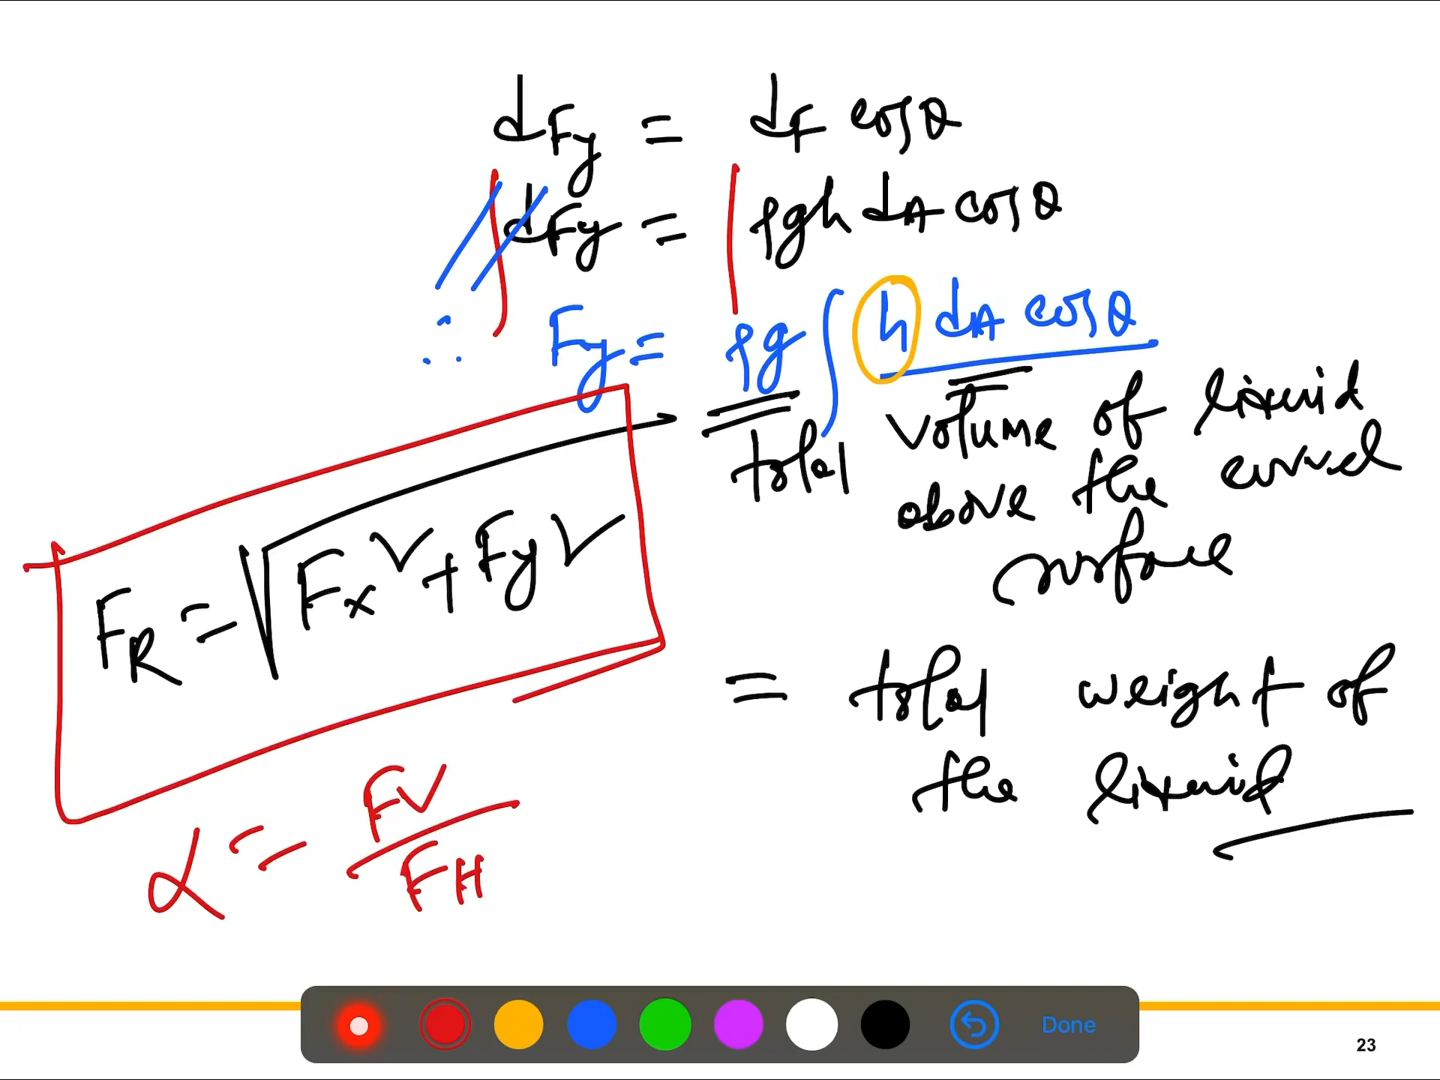 dFy = dF cosθ
∫dFy = ∫ρgh dA cosθ
∴ Fy = ρg ∫ h dA cosθ
total volume of liquid
above the curved
surface
FR = √Fx² + Fy²
= total weight of
the liquid
α = FV / FH
Done
23